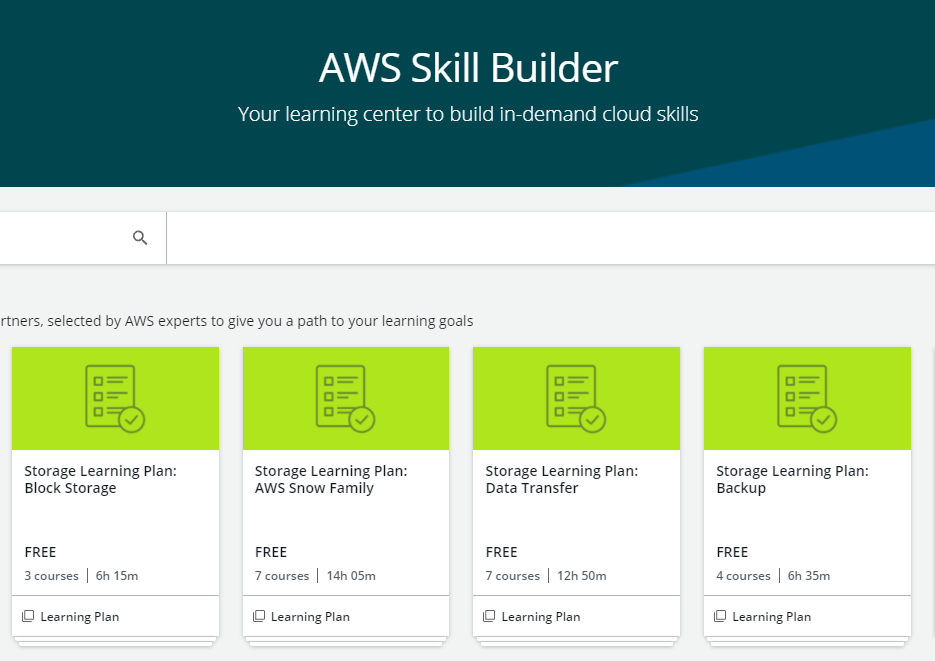 AWS Skill Builder
Your learning center to build in-demand cloud skills
rtners, selected by AWS experts to give you a path to your learning goals
Storage Learning Plan:
Block Storage
FREE
3 courses | 6h 15m
Learning Plan
Storage Learning Plan:
AWS Snow Family
FREE
7 courses | 14h 05m
Learning Plan
Storage Learning Plan:
Data Transfer
FREE
7 courses | 12h 50m
Learning Plan
Storage Learning Plan:
Backup
FREE
4 courses | 6h 35m
Learning Plan